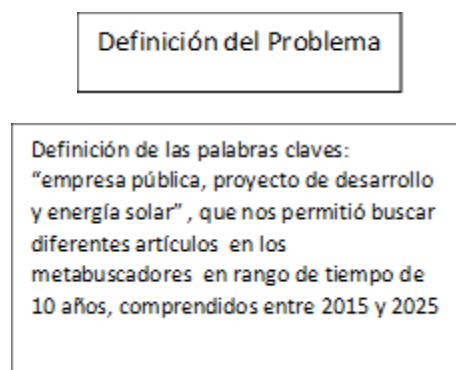 Definición del Problema
Definición de las palabras claves:
“empresa pública, proyecto de desarrollo
y energía solar” , que nos permitió buscar
diferentes artículos en los
metabuscadores en rango de tiempo de
10 años, comprendidos entre 2015 y 2025